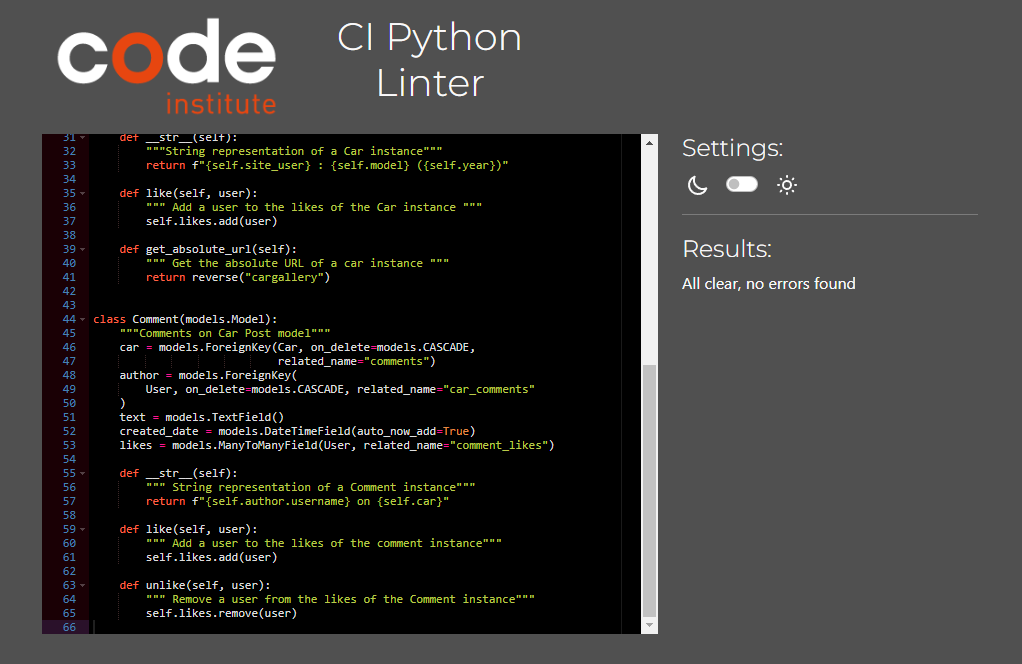 code
institute
CI Python
Linter
31 def __str__(self):
32 """String representation of a Car instance"""
33 return f"{self.site_user} : {self.model} ({self.year})"
34
35 def like(self, user):
36 """ Add a user to the likes of the Car instance """
37 self.likes.add(user)
38
39 def get_absolute_url(self):
40 """ Get the absolute URL of a car instance """
41 return reverse("cargallery")
42
43
44 class Comment(models.Model):
45 """Comments on Car Post model"""
46 car = models.ForeignKey(Car, on_delete=models.CASCADE,
47 related_name="comments")
48 author = models.ForeignKey(
49 User, on_delete=models.CASCADE, related_name="car_comments"
50 )
51 text = models.TextField()
52 created_date = models.DateTimeField(auto_now_add=True)
53 likes = models.ManyToManyField(User, related_name="comment_likes")
54
55 def __str__(self):
56 """ String representation of a Comment instance"""
57 return f"{self.author.username} on {self.car}"
58
59 def like(self, user):
60 """ Add a user to the likes of the comment instance"""
61 self.likes.add(user)
62
63 def unlike(self, user):
64 """ Remove a user from the likes of the Comment instance"""
65 self.likes.remove(user)
66
Settings:
Results:
All clear, no errors found